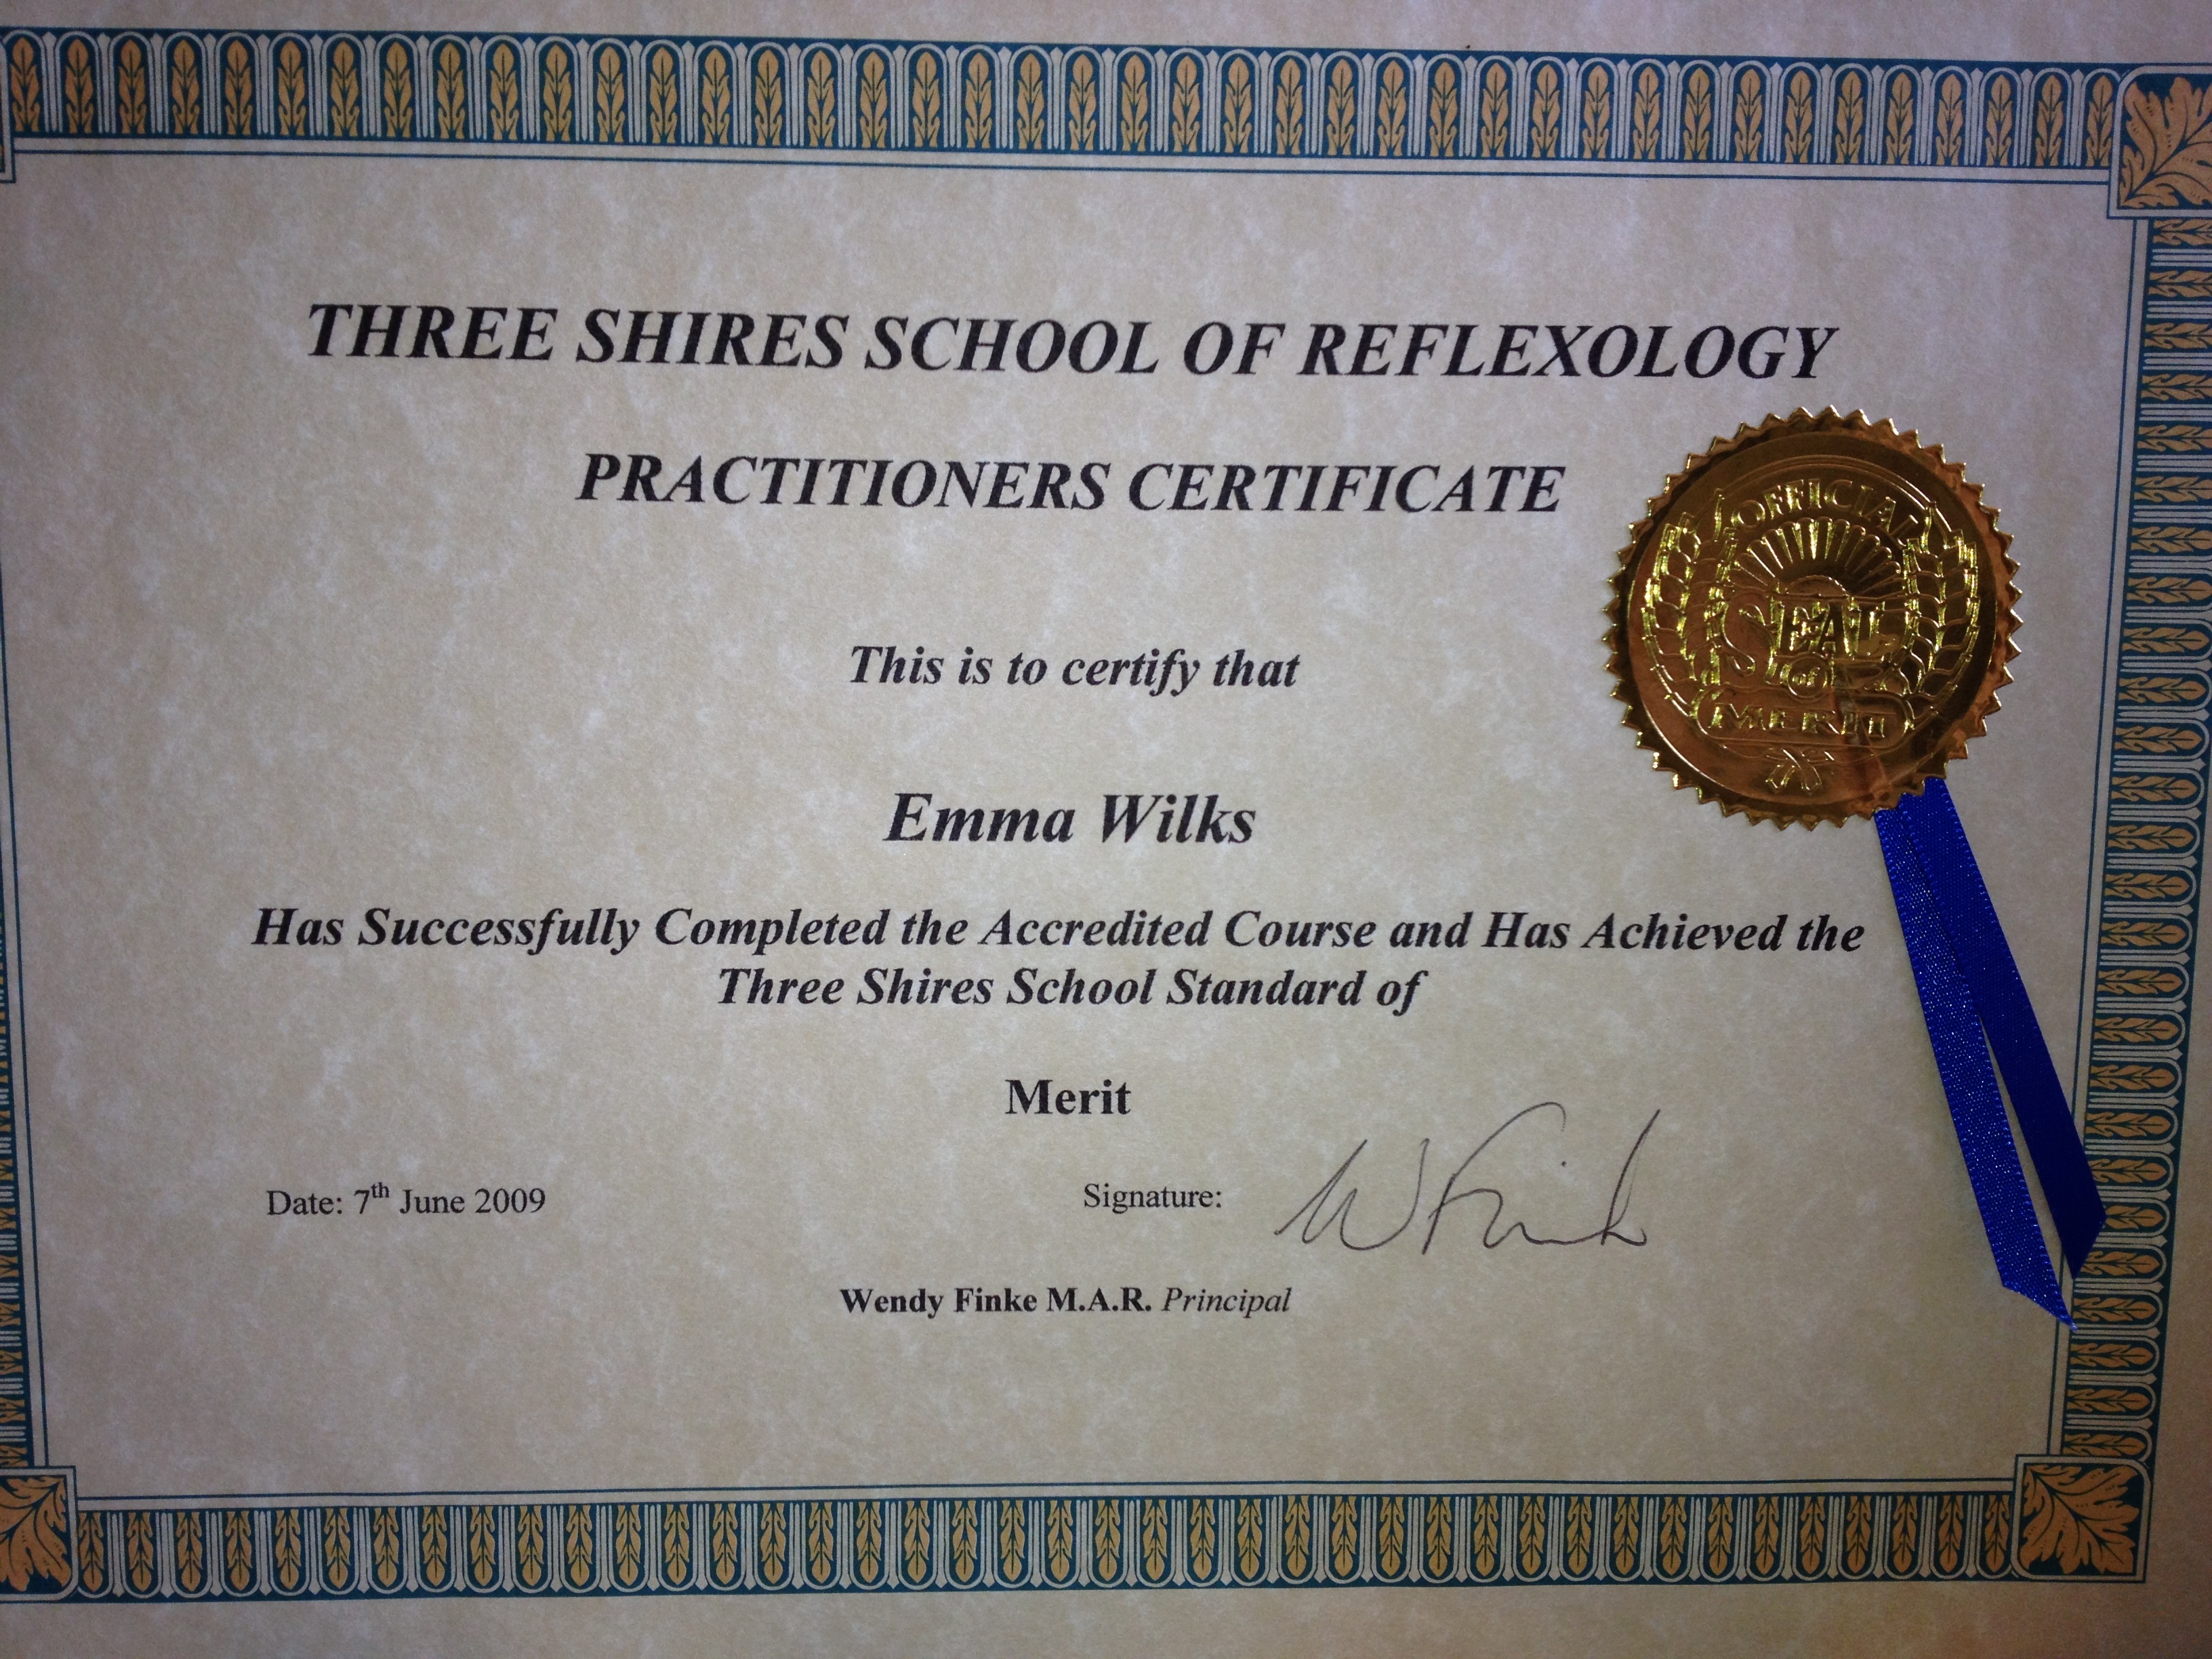 THREE SHIRES SCHOOL OF REFLEXOLOGY
PRACTITIONERS CERTIFICATE
OFFICIAL
SEAL
of
MERIT
This is to certify that
Emma Wilks
Has Successfully Completed the Accredited Course and Has Achieved the
Three Shires School Standard of
Merit
Date: 7th June 2009
Signature: W Finke
Wendy Finke M.A.R. Principal